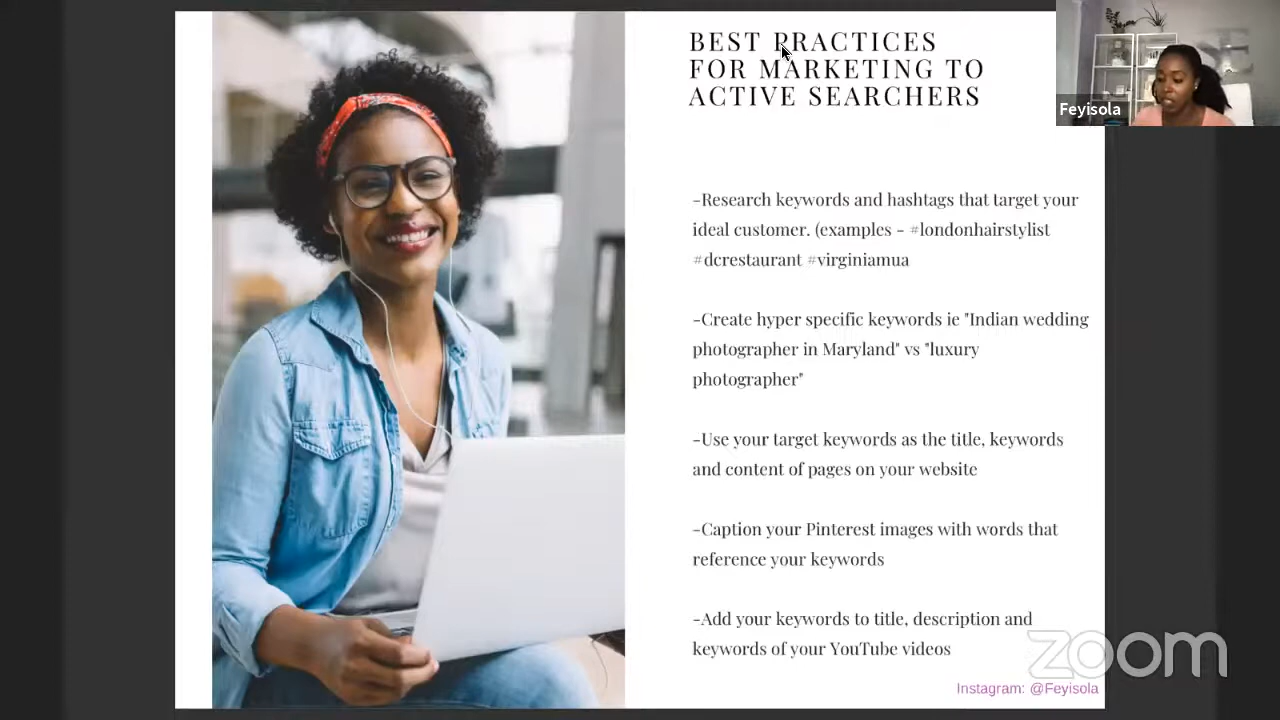 BEST PRACTICES
FOR MARKETING TO
ACTIVE SEARCHERS
Feyisola
-Research keywords and hashtags that target your
ideal customer. (examples - #londonhairstylist
#dcrestaurant #virginiamua
-Create hyper specific keywords ie "Indian wedding
photographer in Maryland" vs "luxury
photographer"
-Use your target keywords as the title, keywords
and content of pages on your website
-Caption your Pinterest images with words that
reference your keywords
-Add your keywords to title, description and
keywords of your YouTube videos
zoom
Instagram: @Feyisola